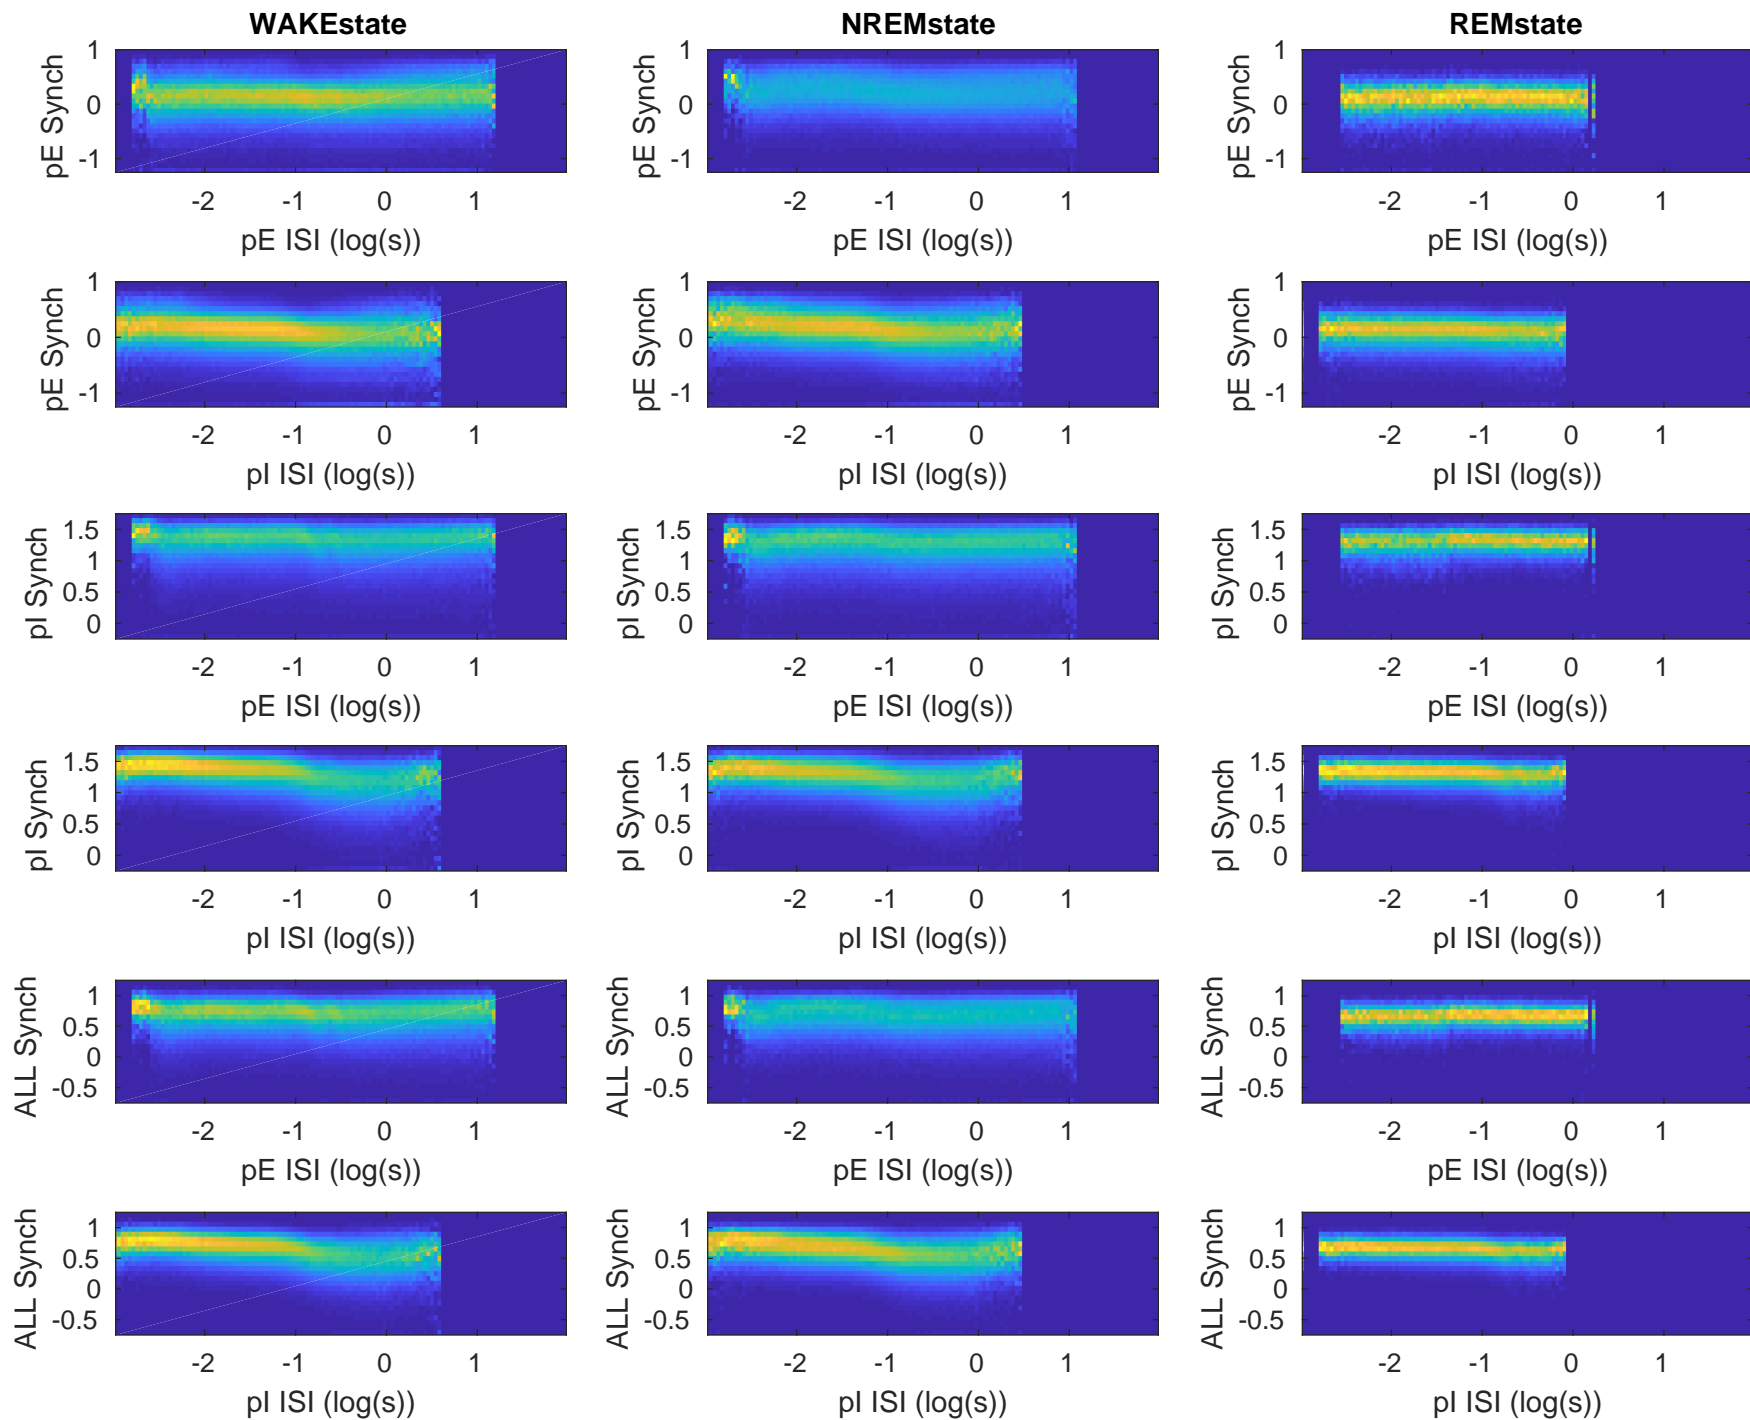 WAKEstate NREMstate REMstate
1 1 1
pE Synch 0 pE Synch 0 pE Synch 0
-1 -1 -1
-2 -1 0 1 -2 -1 0 1 -2 -1 0 1
pE ISI (log(s)) pE ISI (log(s)) pE ISI (log(s))
1 1 1
pE Synch 0 pE Synch 0 pE Synch 0
-1 -1 -1
-2 -1 0 1 -2 -1 0 1 -2 -1 0 1
pI ISI (log(s)) pI ISI (log(s)) pI ISI (log(s))
1.5 1.5 1.5
1 1 1
pI Synch pI Synch pI Synch
0.5 0.5 0.5
0 0 0
-2 -1 0 1 -2 -1 0 1 -2 -1 0 1
pE ISI (log(s)) pE ISI (log(s)) pE ISI (log(s))
1.5 1.5 1.5
1 1 1
pI Synch pI Synch pI Synch
0.5 0.5 0.5
0 0 0
-2 -1 0 1 -2 -1 0 1 -2 -1 0 1
pI ISI (log(s)) pI ISI (log(s)) pI ISI (log(s))
1 1 1
0.5 0.5 0.5
ALL Synch ALL Synch ALL Synch
0 0 0
-0.5 -0.5 -0.5
-2 -1 0 1 -2 -1 0 1 -2 -1 0 1
pE ISI (log(s)) pE ISI (log(s)) pE ISI (log(s))
1 1 1
0.5 0.5 0.5
ALL Synch ALL Synch ALL Synch
0 0 0
-0.5 -0.5 -0.5
-2 -1 0 1 -2 -1 0 1 -2 -1 0 1
pI ISI (log(s)) pI ISI (log(s)) pI ISI (log(s))